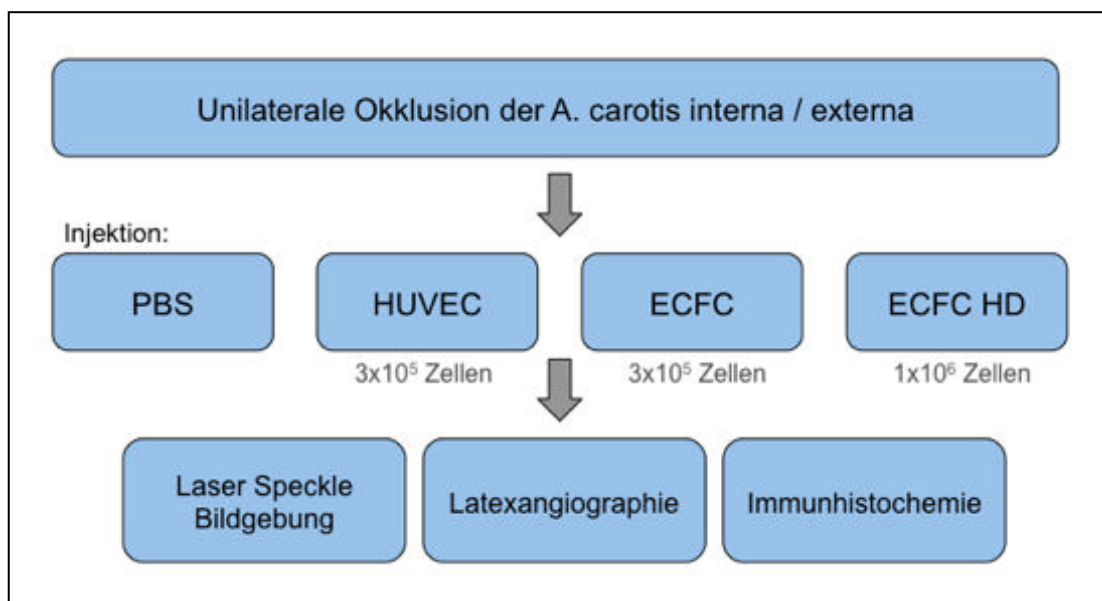 Unilaterale Okklusion der A. carotis interna / externa
Injektion:
PBS
HUVEC
ECFC
ECFC HD
3x10⁵ Zellen
3x10⁵ Zellen
1x10⁶ Zellen
Laser Speckle
Bildgebung
Latexangiographie
Immunhistochemie